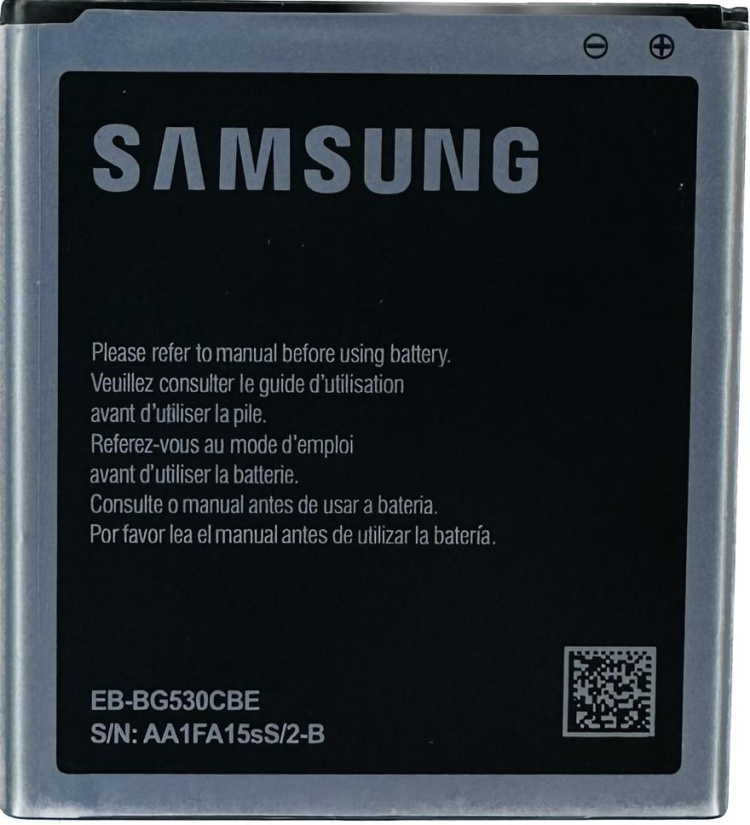 SAMSUNG
Please refer to manual before using battery.
Veuillez consulter le guide d'utilisation
avant d'utiliser la pile.
Referez-vous au mode d'emploi
avant d'utiliser la batterie.
Consulte o manual antes de usar a bateria.
Por favor lea el manual antes de utilizar la batería.
EB-BG530CBE
S/N: AA1FA15sS/2-B